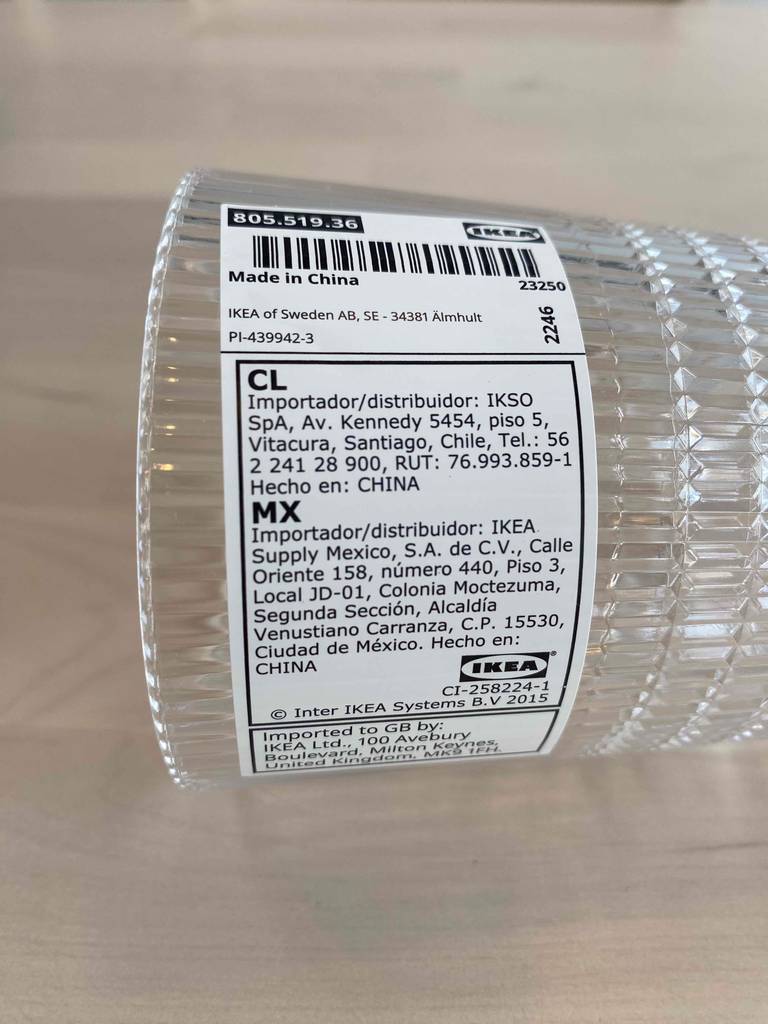 805.519.36
IKEA
Made in China
23250
IKEA of Sweden AB, SE - 34381 Älmhult
2246
PI-439942-3
CL
Importador/distribuidor: IKSO
SpA, Av. Kennedy 5454, piso 5,
Vitacura, Santiago, Chile, Tel.: 56
2 241 28 900, RUT: 76.993.859-1
Hecho en: CHINA
MX
Importador/distribuidor: IKEA
Supply Mexico, S.A. de C.V., Calle
Oriente 158, número 440, Piso 3,
Local JD-01, Colonia Moctezuma,
Segunda Sección, Alcaldía
Venustiano Carranza, C.P. 15530,
Ciudad de México. Hecho en:
CHINA
IKEA®
CI-258224-1
© Inter IKEA Systems B.V 2015
Imported to GB by:
IKEA Ltd., 100 Avebury
Boulevard, Milton Keynes,
United Kingdom, MK9 1FH.